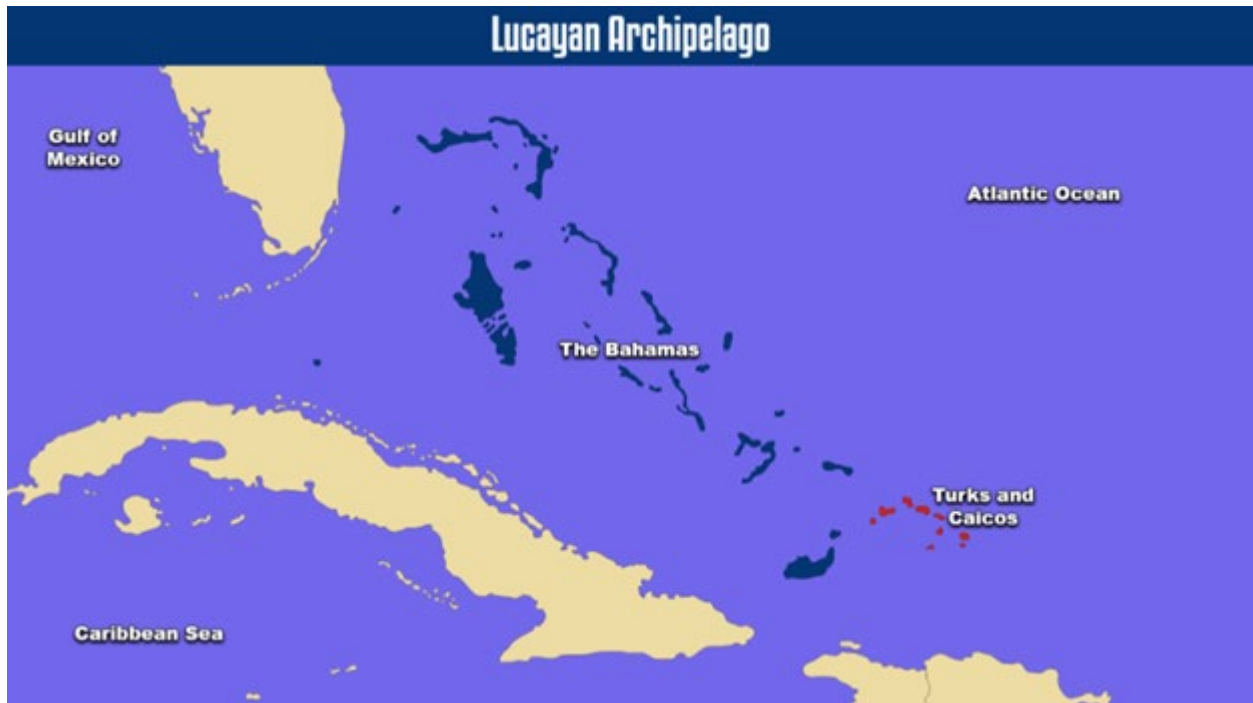 Lucayan Archipelago
Gulf of
Mexico
Atlantic Ocean
The Bahamas
Turks and
Caicos
Caribbean Sea